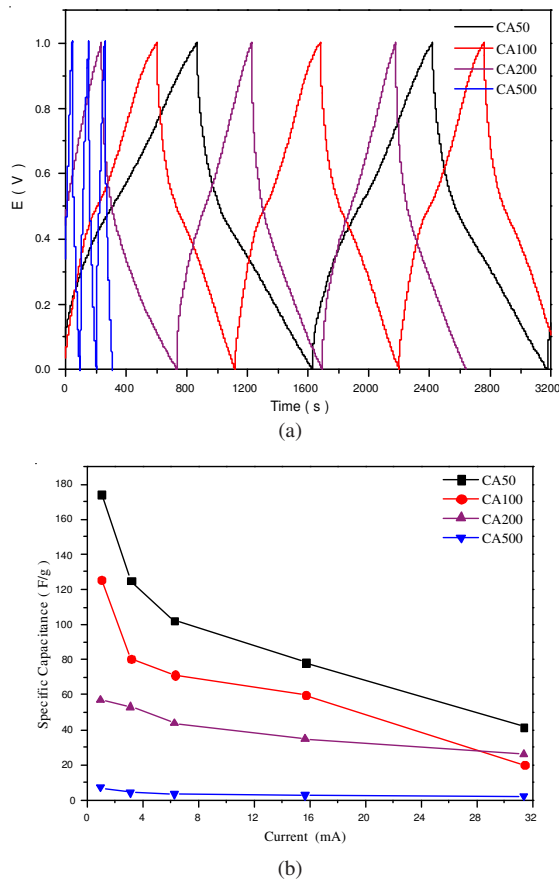 CA50
CA100
CA200
CA500
1.0
0.8
0.6
0.4
0.2
0.0
E ( V )
0 400 800 1200 1600 2000 2400 2800 3200
Time ( s )
(a)
CA50
CA100
CA200
CA500
180
160
140
120
100
80
60
40
20
0
Specific Capacitance ( F/g )
0 4 8 12 16 20 24 28 32
Current (mA)
(b)